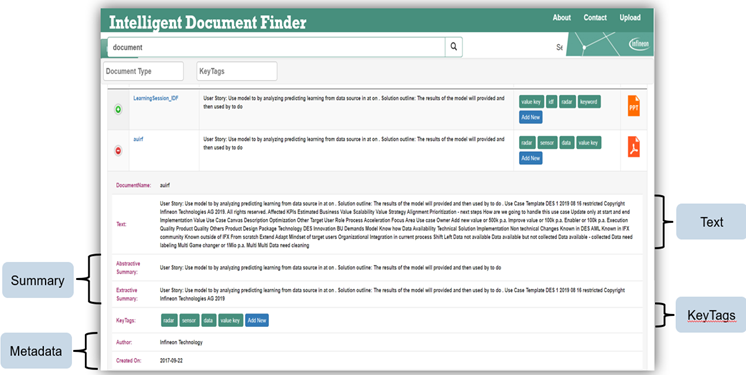 Intelligent Document Finder
About Contact Upload
document
Se
infineon
Document Type KeyTags
LearningSession_IDF
User Story: Use model to by analyzing predicting learning from data source in at on . Solution outline: The results of the model will provided and
then used by to do
value key idf radar keyword
Add New
PPT
auirf
User Story: Use model to by analyzing predicting learning from data source in at on . Solution outline: The results of the model will provided and
then used by to do
radar sensor data value key
Add New
DocumentName: auirf
Text:
User Story: Use model to by analyzing predicting learning from data source in at on . Solution outline: The results of the model will provided and then used by to do . Use Case Template DES 1 2019 08 16 restricted Copyright
Infineon Technologies AG 2019. All rights reserved. Affected KPIs Estimated Business Value Scalability Value Strategy Alignment Prioritization - next steps How are we going to handle this use case Update only at start and end
Implementation Value Use Case Canvas Description Optimization Other Target User Role Process Acceleration Focus Area Use case Owner Add new value or 500k p.a. Improve value or 100k p.a. Enabler or 100k p.a. Execution
Quality Product Quality Others Product Design Package Technology DES Innovation BU Demands Model Know how Data Availability Technical Solution Implementation Non technical Changes Known in DES AML Known in IFX
community Known outside of IFX From scratch Extend Adapt Mindset of target users Organizational Integration in current process Shift Left Data not available Data available but not collected Data available - collected Data need
labeling Multi Game changer or 1Mio p.a. Multi Multi Data need cleaning
Text
Abstractive
Summary:
User Story: Use model to by analyzing predicting learning from data source in at on . Solution outline: The results of the model will provided and then used by to do
Summary
Extractive
Summary:
User Story: Use model to by analyzing predicting learning from data source in at on . Solution outline: The results of the model will provided and then used by to do . Use Case Template DES 1 2019 08 16 restricted Copyright
Infineon Technologies AG 2019
KeyTags: radar sensor data value key Add New
KeyTags
Metadata
Author: Infineon Technology
Created On: 2017-09-22